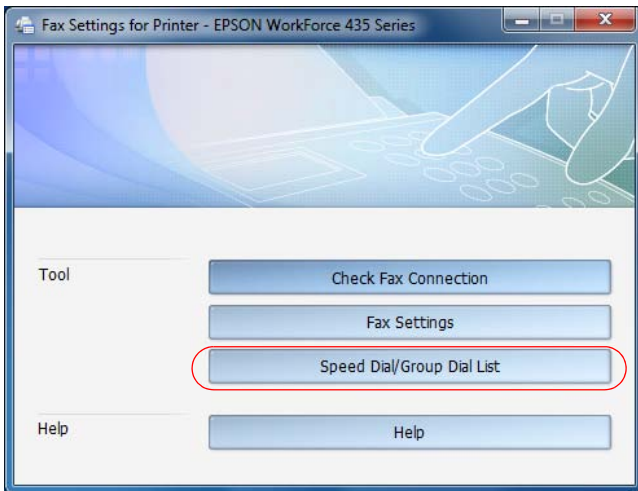 Fax Settings for Printer - EPSON WorkForce 435 Series
Tool
Check Fax Connection
Fax Settings
Speed Dial/Group Dial List
Help
Help